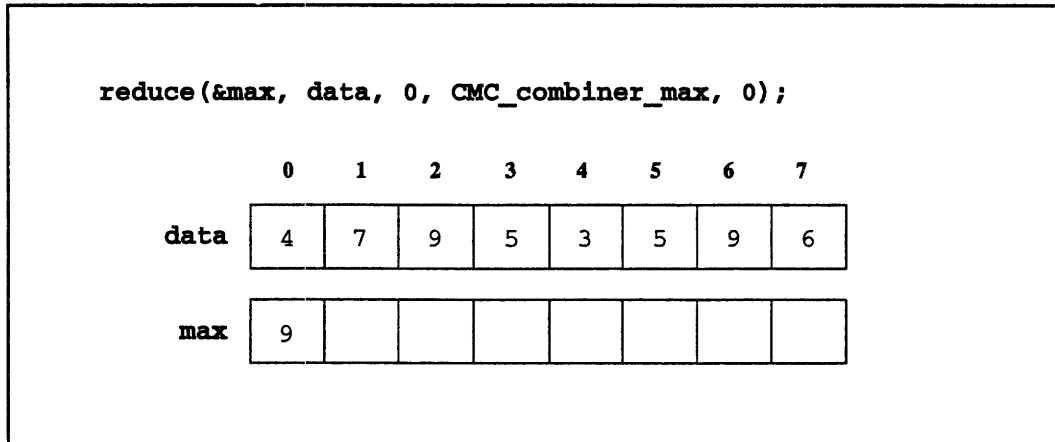 reduce(&max, data, 0, CMC_combiner_max, 0);
0 1 2 3 4 5 6 7
data 4 7 9 5 3 5 9 6
max 9